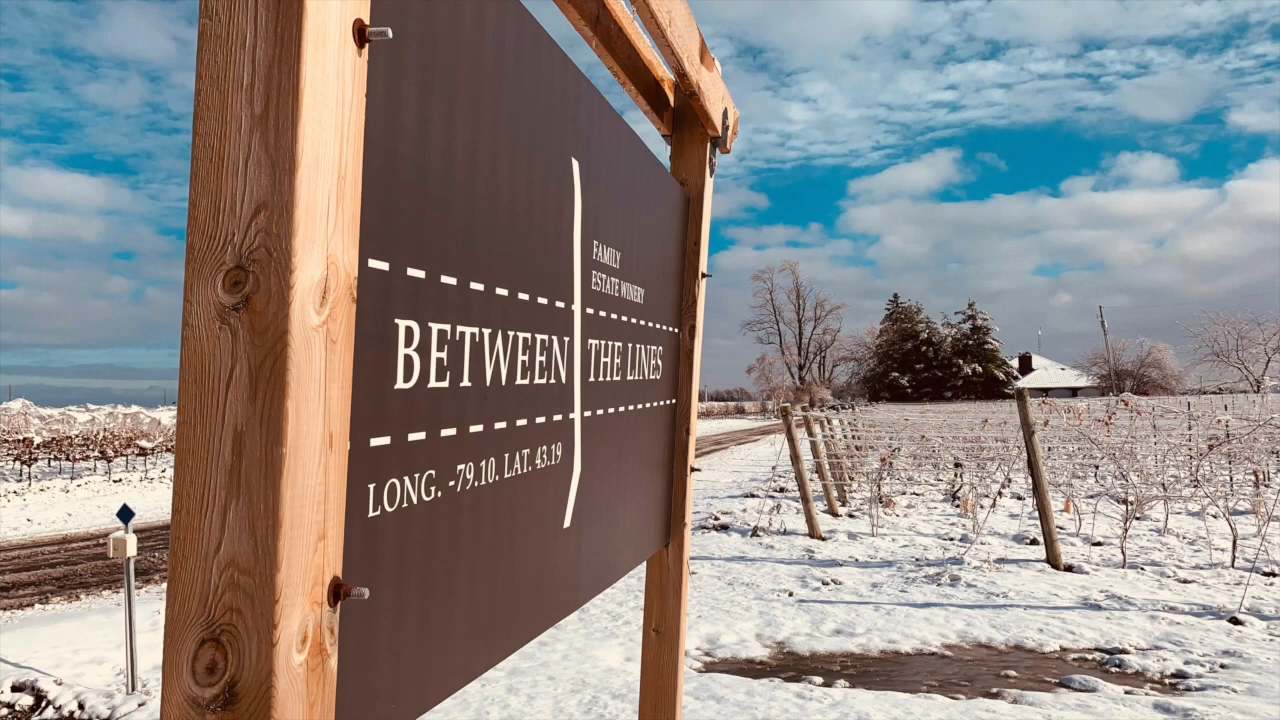 FAMILY
ESTATE WINERY
BETWEEN THE LINES
LONG. -79.10. LAT. 43.19